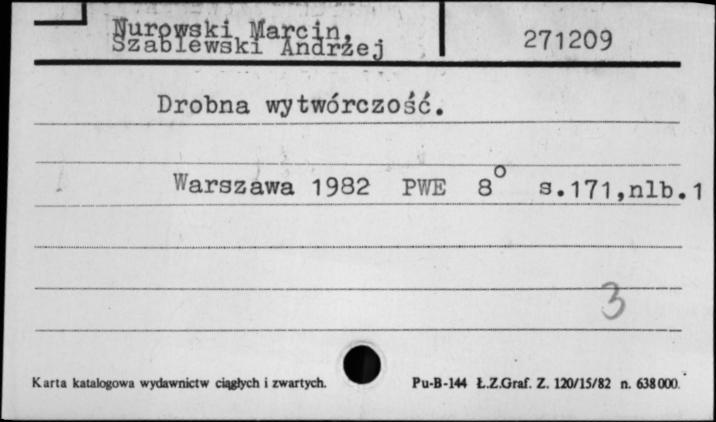 Nurowski Marcin,
Szablewski Andrzej
271209
Drobna wytwórczość.
Warszawa 1982 PWE 8° s.171,nlb.1
3
Karta katalogowa wydawnictw ciągłych i zwartych.
Pu-B-144 Ł.Z.Graf. Z. 120/15/82 n. 638000.